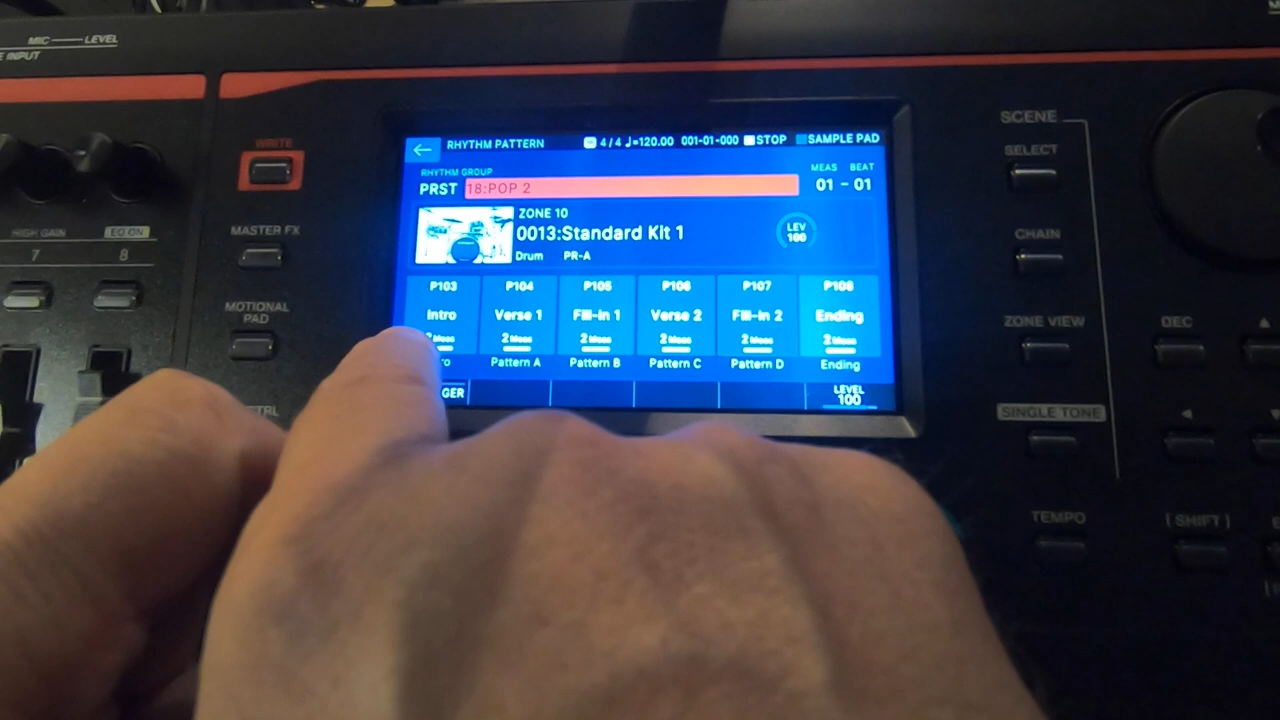 MIC LEVEL
INPUT
WRITE
HIGH GAIN
EQ ON
7
8
MASTER FX
MOTIONAL
PAD
CTRL
RHYTHM PATTERN
4/4 ♩=120.00 001-01-000 STOP SAMPLE PAD
RHYTHM GROUP
MEAS BEAT
PRST 18:POP 2 01 - 01
ZONE 10
0013:Standard Kit 1
LEV
100
Drum PR-A
P103 P104 P105 P106 P107 P108
Intro Verse 1 Fill-in 1 Verse 2 Fill-in 2 Ending
2 Meas 2 Meas 2 Meas 2 Meas 2 Meas 2 Meas
Pattern A Pattern B Pattern C Pattern D Ending
LEVEL
100
SCENE
SELECT
CHAIN
ZONE VIEW
DEC
SINGLE TONE
TEMPO
[SHIFT]